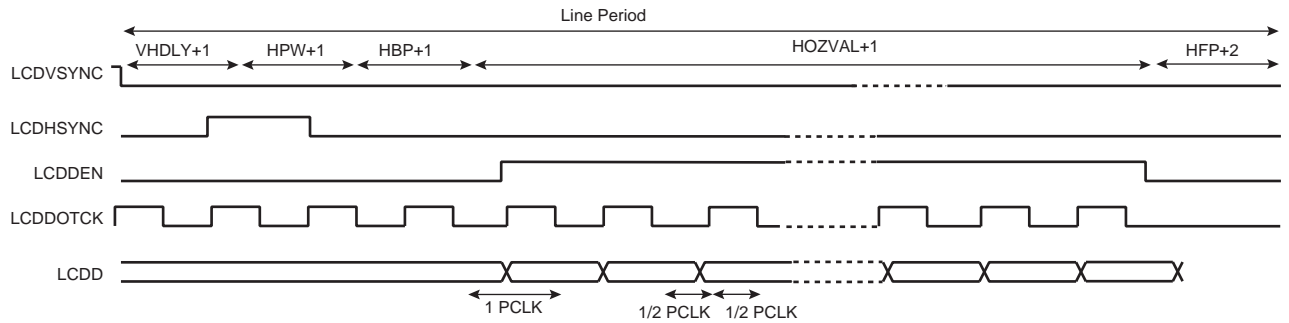 Line Period
VHDLY+1 HPW+1 HBP+1 HOZVAL+1 HFP+2
LCDVSYNC
LCDHSYNC
LCDDEN
LCDDOTCK
LCDD
1 PCLK 1/2 PCLK 1/2 PCLK